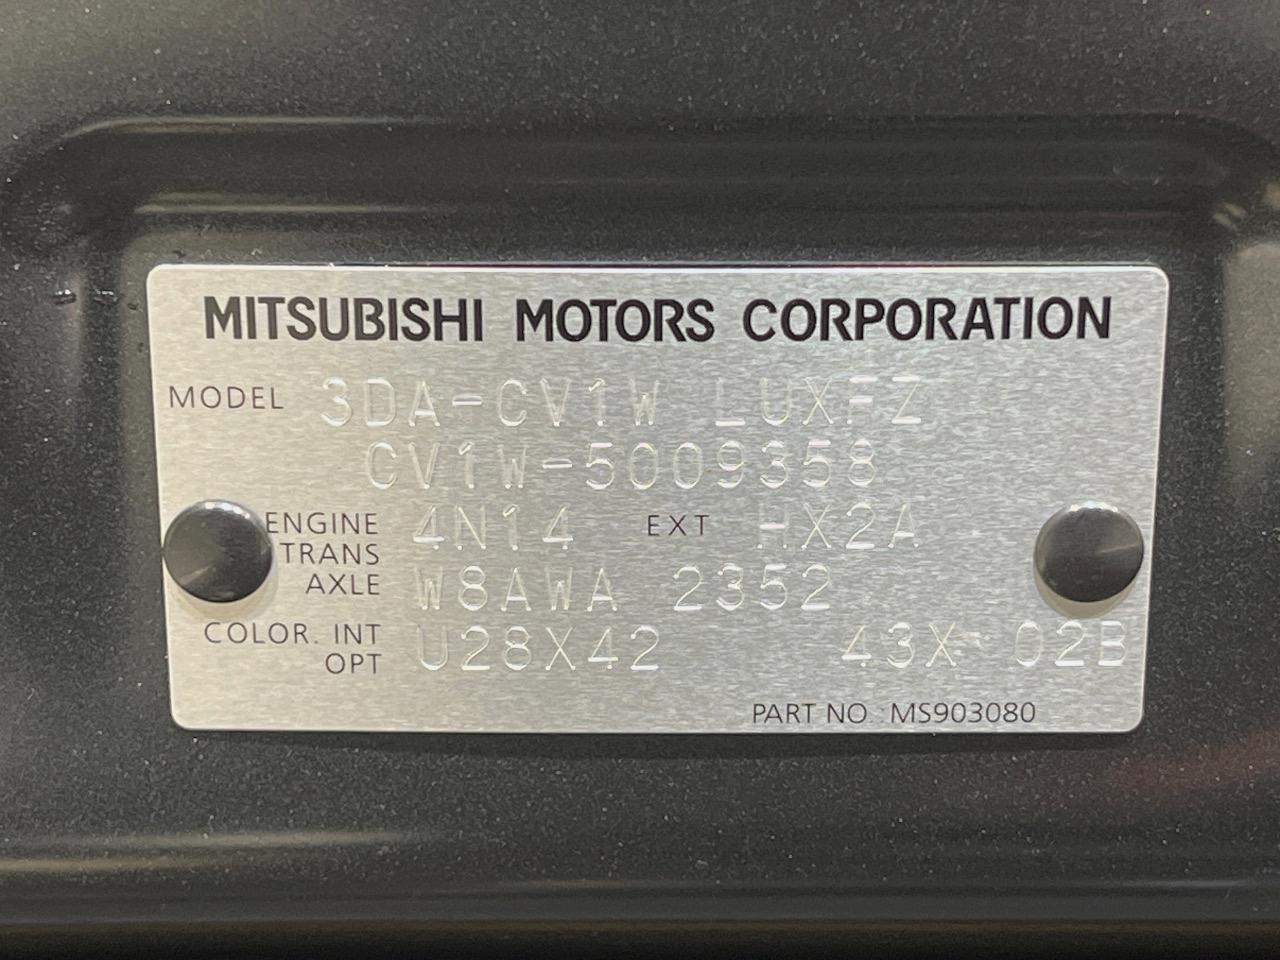 MITSUBISHI MOTORS CORPORATION
MODEL 3DA-CV1W LUXFZ
CV1W-5009358
ENGINE 4N14 EXT HX2A
TRANS
AXLE W8AWA 2352
COLOR. INT
OPT U28X42 43X 02B
PART NO. MS903080